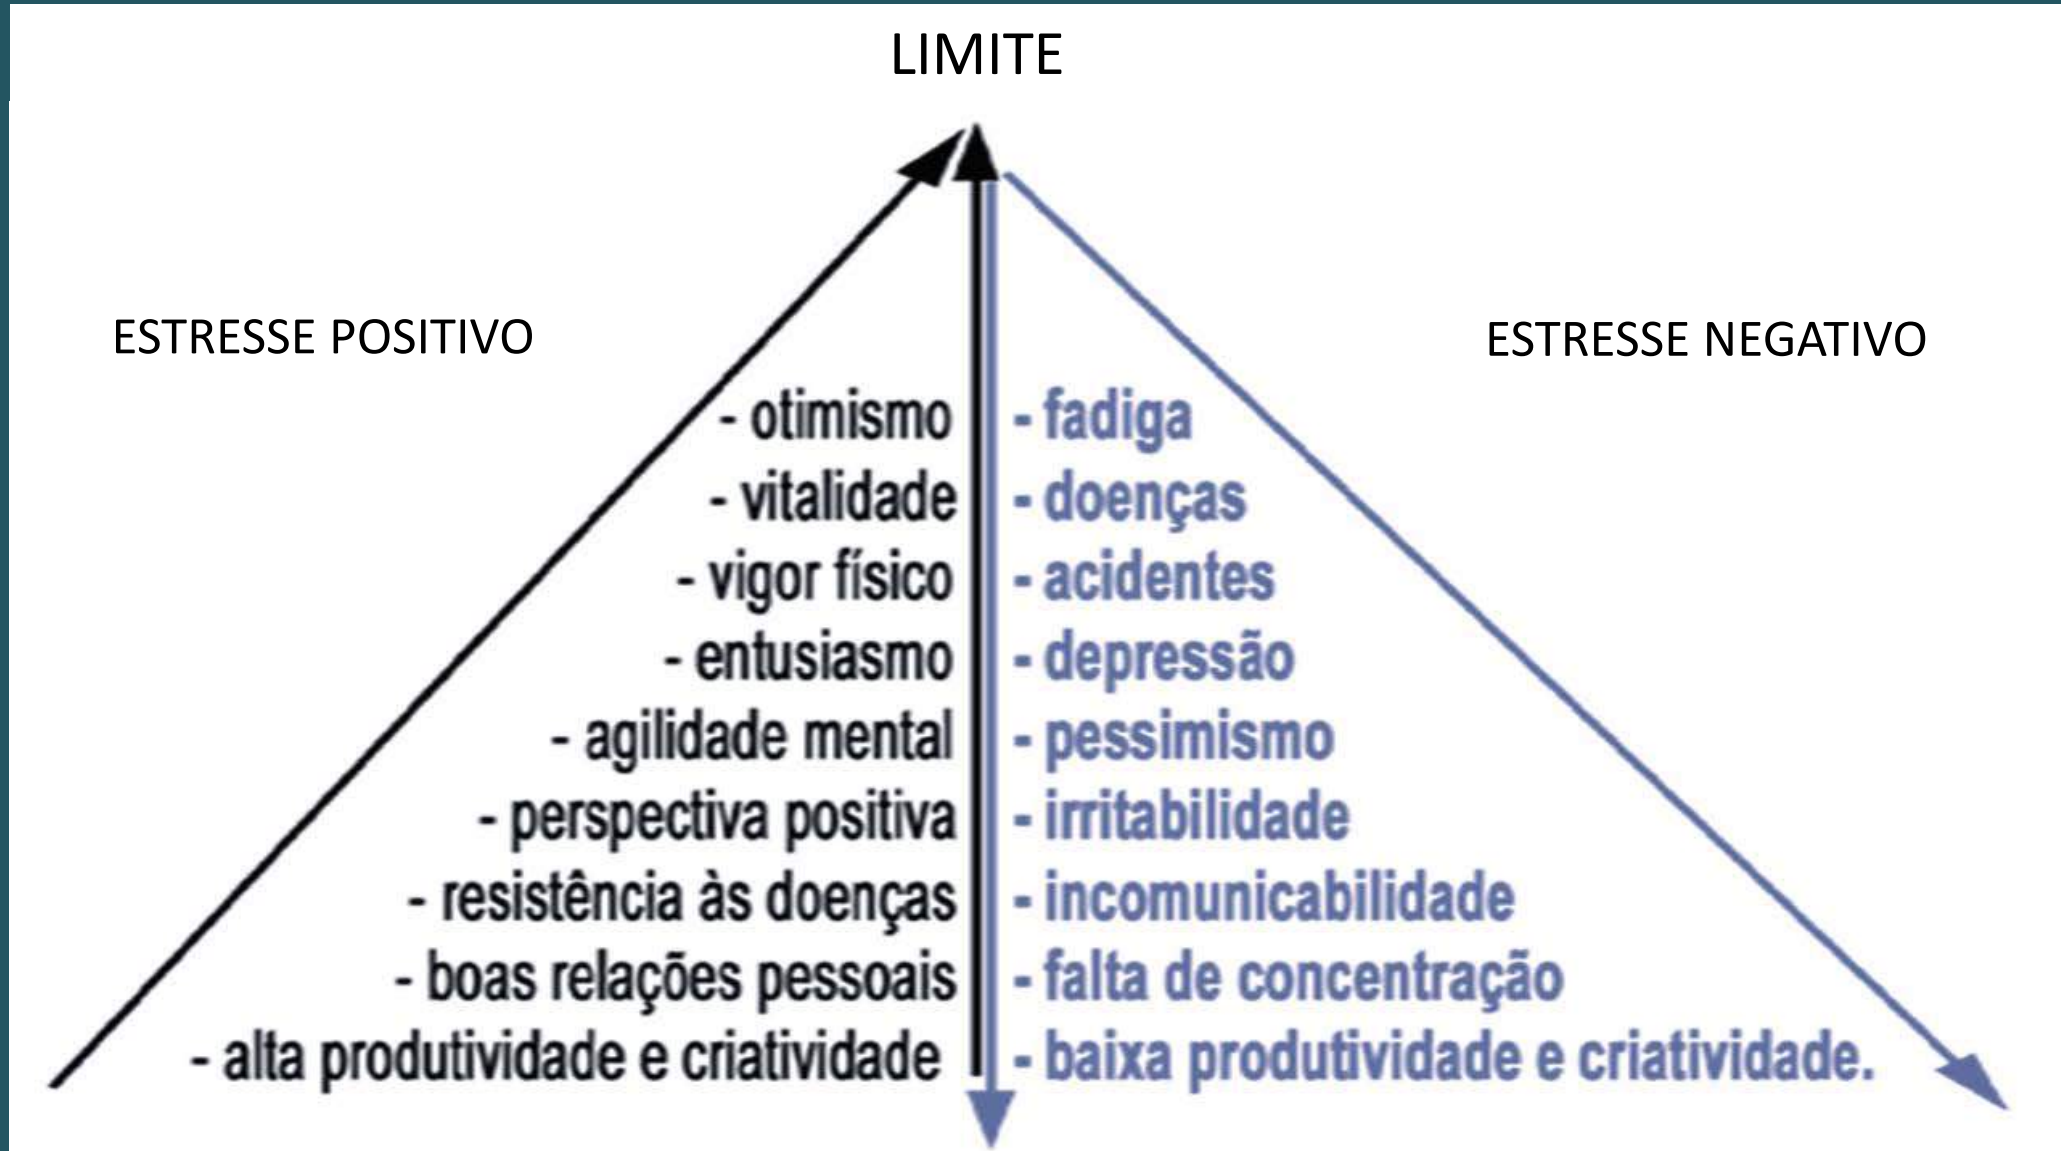 LIMITE
ESTRESSE POSITIVO
ESTRESSE NEGATIVO
- otimismo
- vitalidade
- vigor físico
- entusiasmo
- agilidade mental
- perspectiva positiva
- resistência às doenças
- boas relações pessoais
- alta produtividade e criatividade
- fadiga
- doenças
- acidentes
- depressão
- pessimismo
- irritabilidade
- incomunicabilidade
- falta de concentração
- baixa produtividade e criatividade.